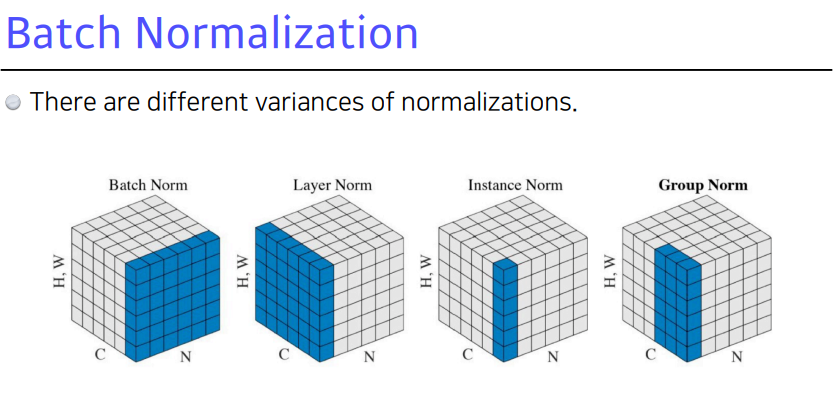 Batch Normalization
There are different variances of normalizations.
Batch Norm
Layer Norm
Instance Norm
Group Norm
H, W
C
N
H, W
C
N
H, W
C
N
H, W
C
N